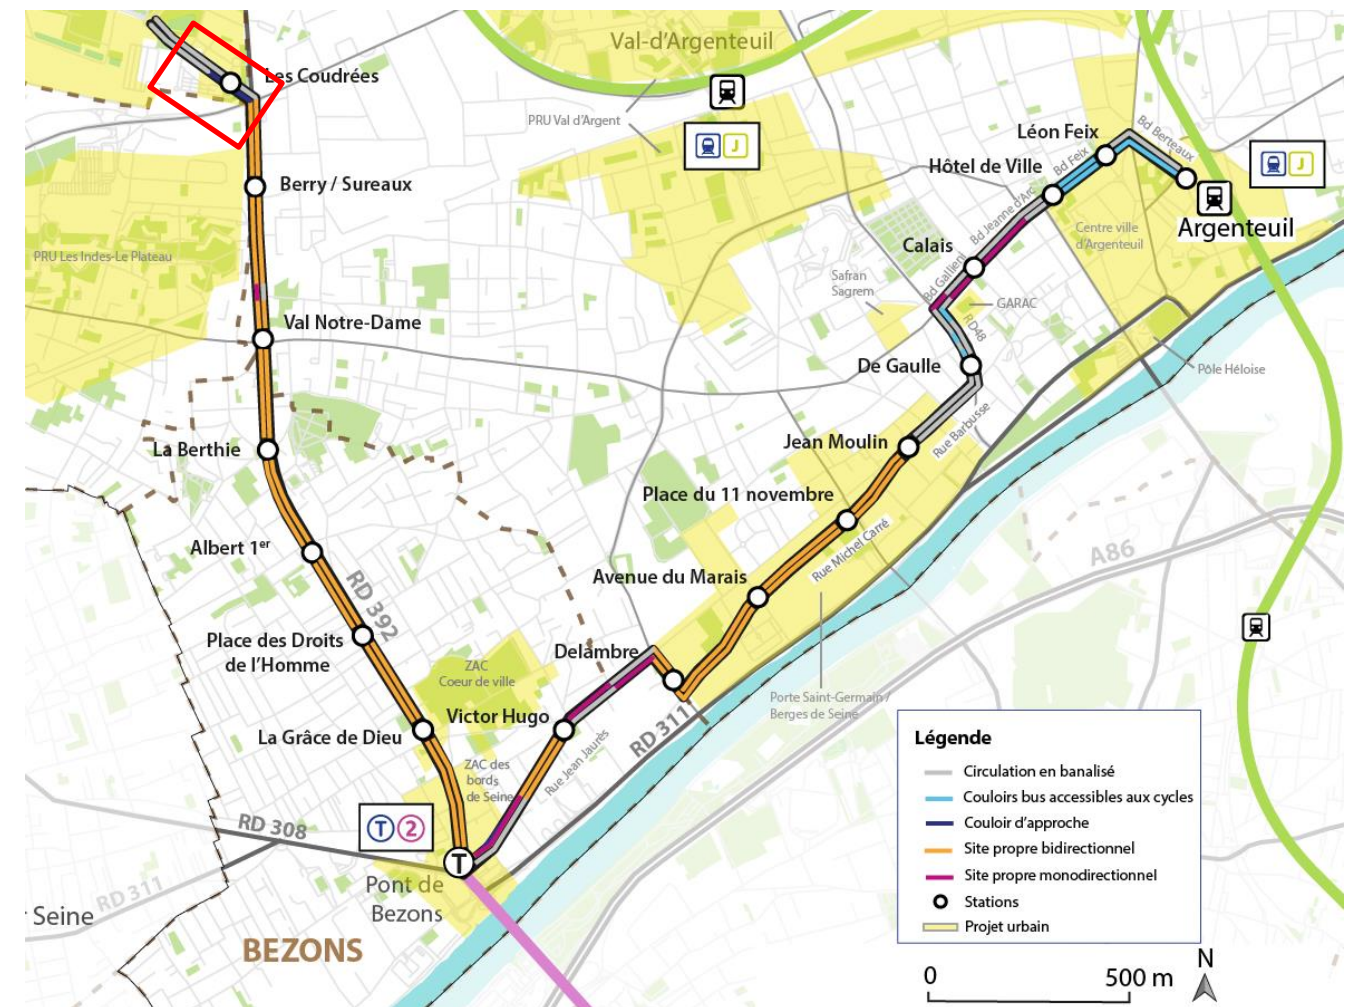 Val-d'Argenteuil
Les Coudrées
PRU Val d'Argent
J
Léon Feix
Bd Berteaux
Hôtel de Ville
Bd Feix
J
Berry / Sureaux
Bd Jeanne d'Arc
Argenteuil
Centre ville
d'Argenteuil
Calais
PRU Les Indes-Le Plateau
Bd Gallieni
Safran
Sagrem
GARAC
RD48
Val Notre-Dame
De Gaulle
Pôle Héloise
Rue Barbusse
La Berthie
Jean Moulin
Place du 11 novembre
Albert 1er
Rue Michel Carré
A86
RD 392
Avenue du Marais
Place des Droits
de l'Homme
Delambre
ZAC
Coeur de ville
Porte Saint-Germain /
Berges de Seine
Victor Hugo
La Grâce de Dieu
RD 311
Rue Jean Jaurès
ZAC des
bords
de Seine
T 2
RD 308
T
Pont de
Bezons
RD 311
Seine
BEZONS
Légende
Circulation en banalisé
Couloirs bus accessibles aux cycles
Couloir d'approche
Site propre bidirectionnel
Site propre monodirectionnel
Stations
Projet urbain
N
0 500 m